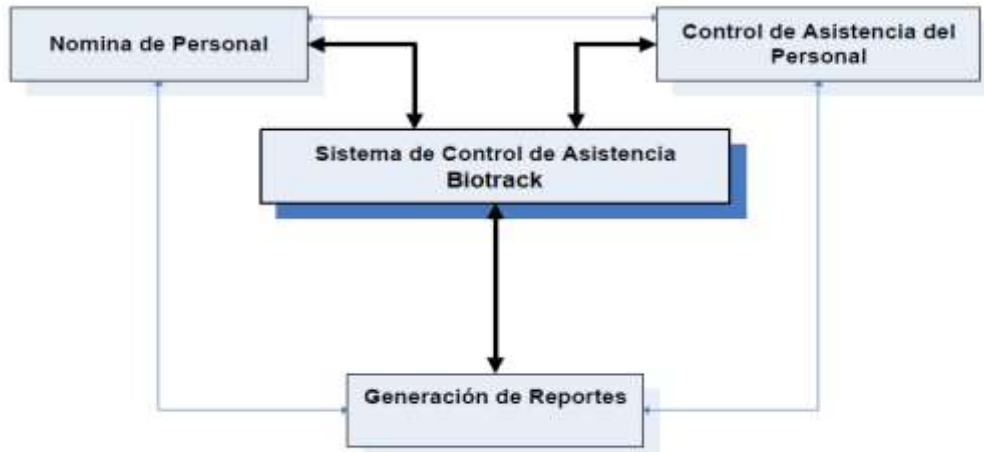 Nomina de Personal
Control de Asistencia del
Personal
Sistema de Control de Asistencia
Biotrack
Generación de Reportes